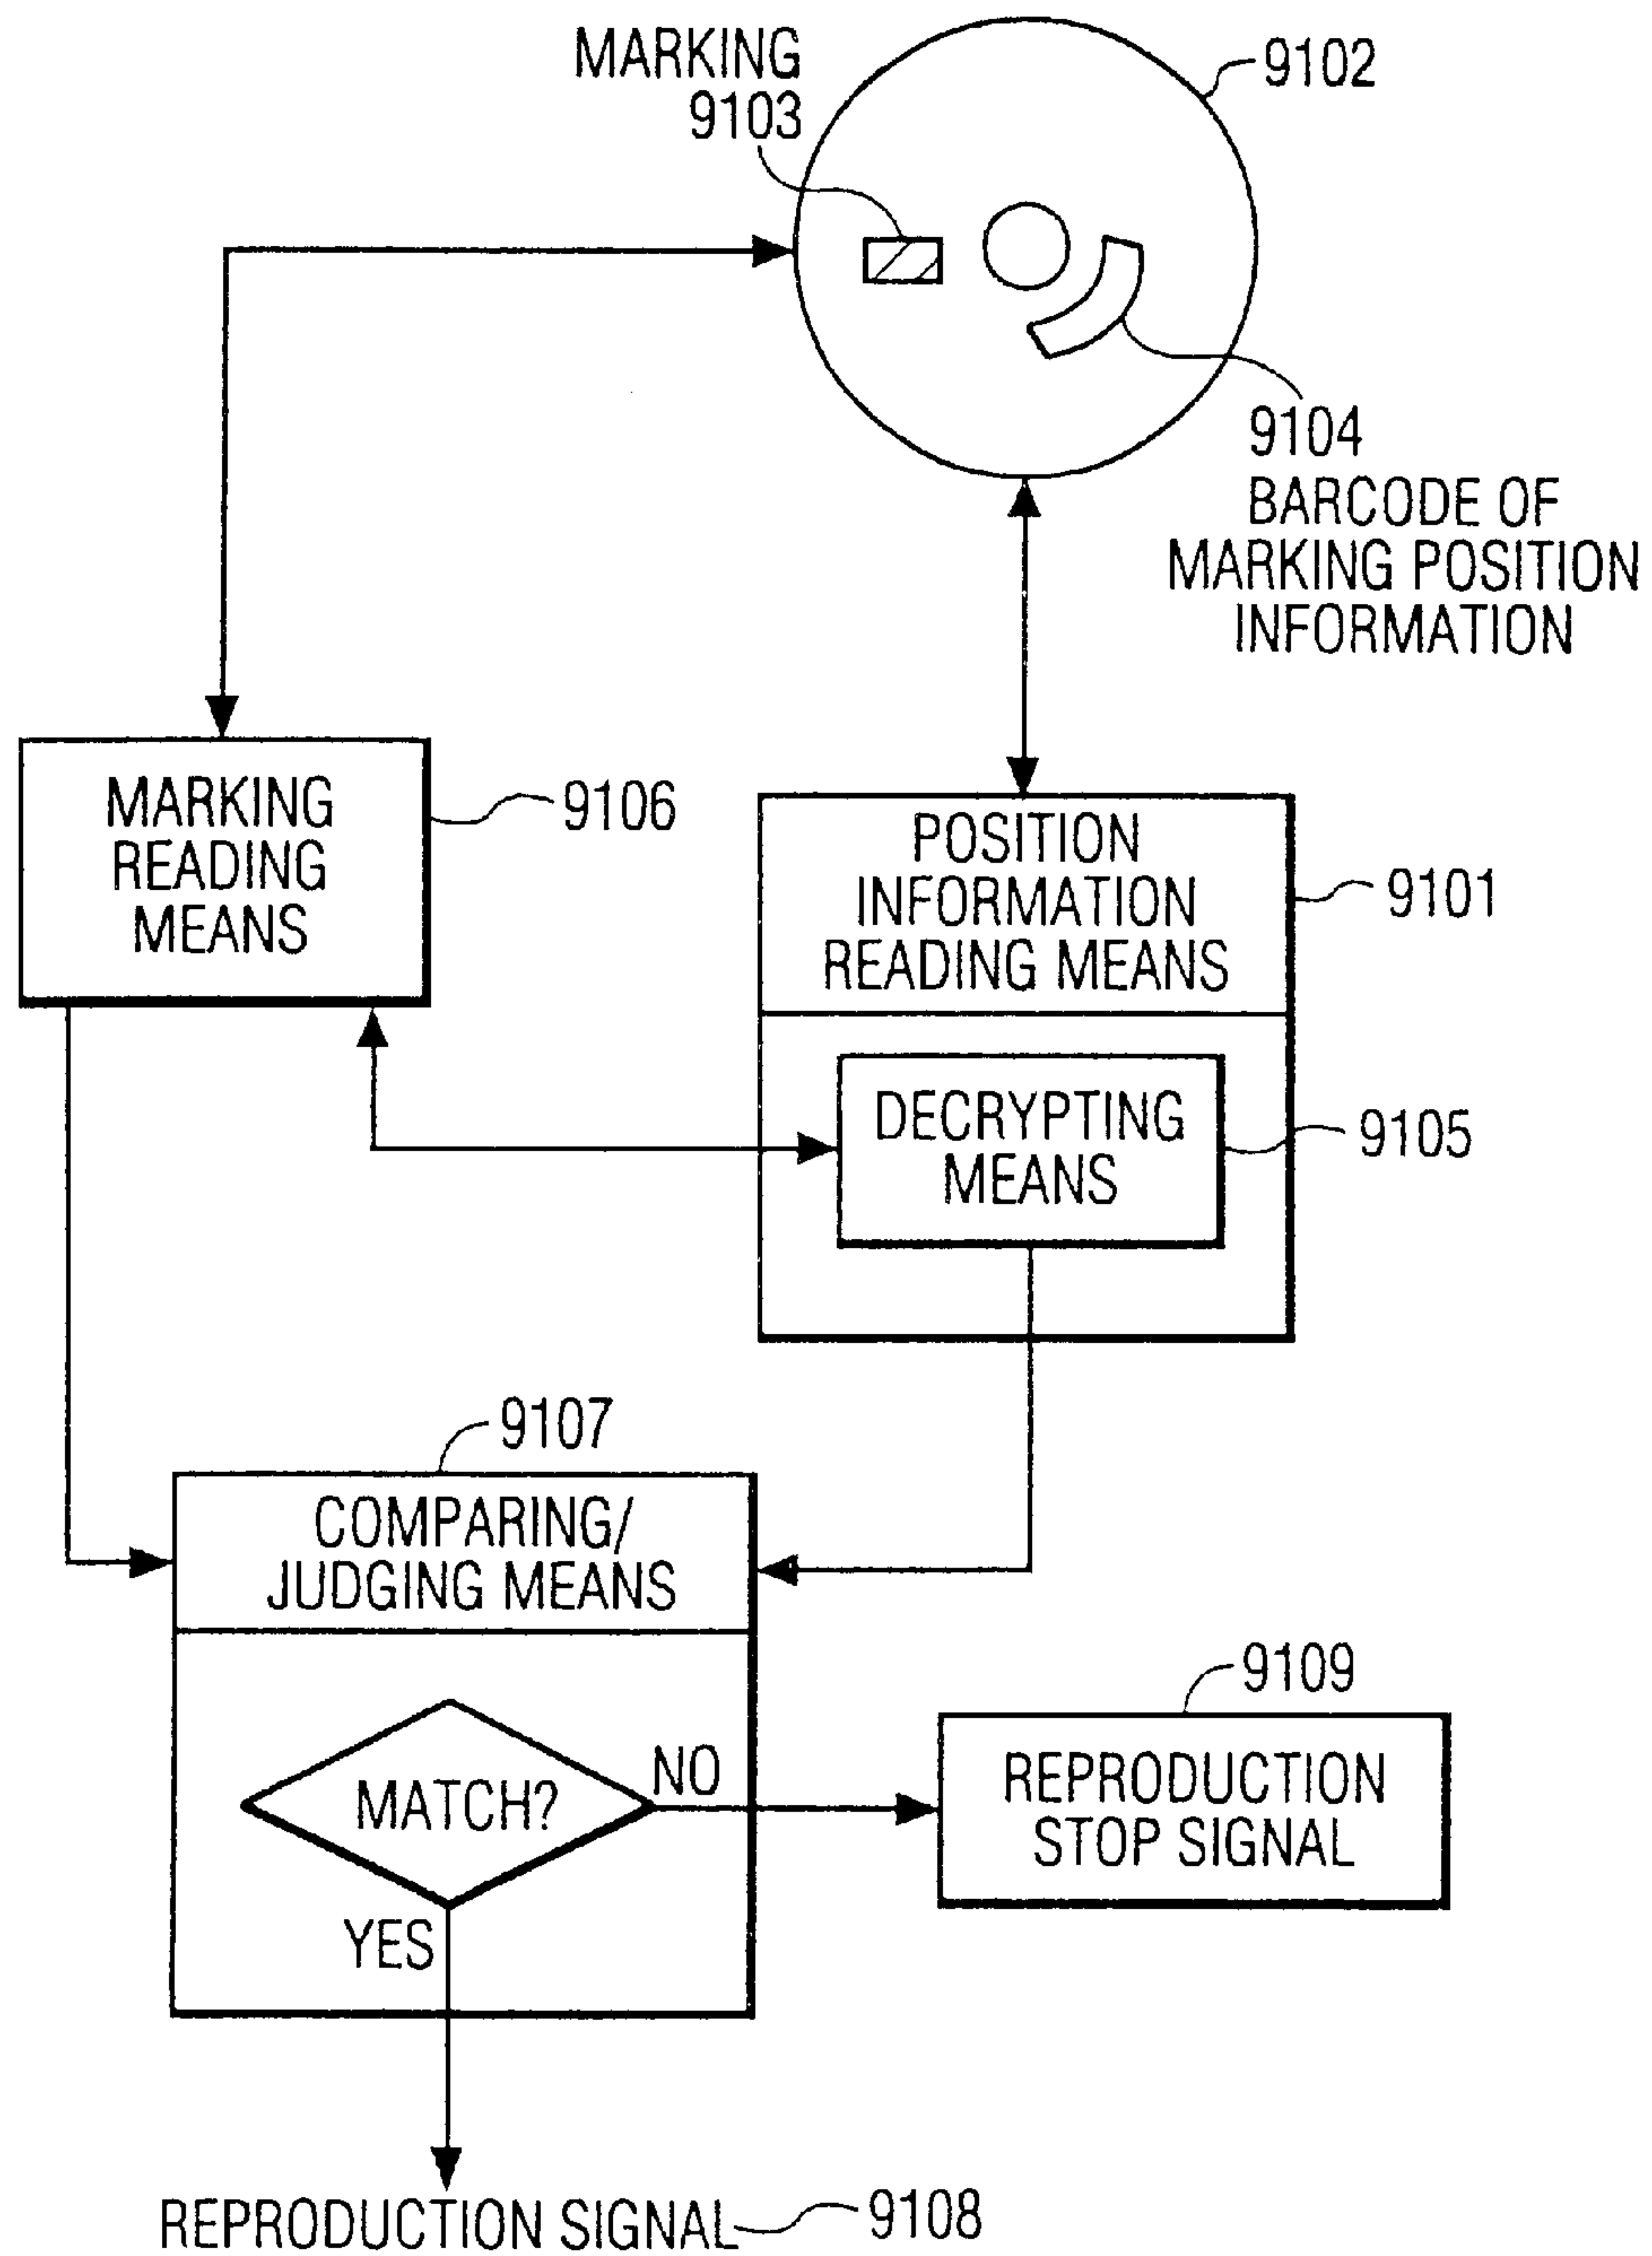 MARKING
9103
9102
9104
BARCODE OF
MARKING POSITION
INFORMATION
MARKING
READING
MEANS
9106
POSITION
INFORMATION
READING MEANS
9101
DECRYPTING
MEANS
9105
9107
COMPARING/
JUDGING MEANS
MATCH?
NO
YES
9109
REPRODUCTION
STOP SIGNAL
REPRODUCTION SIGNAL
9108